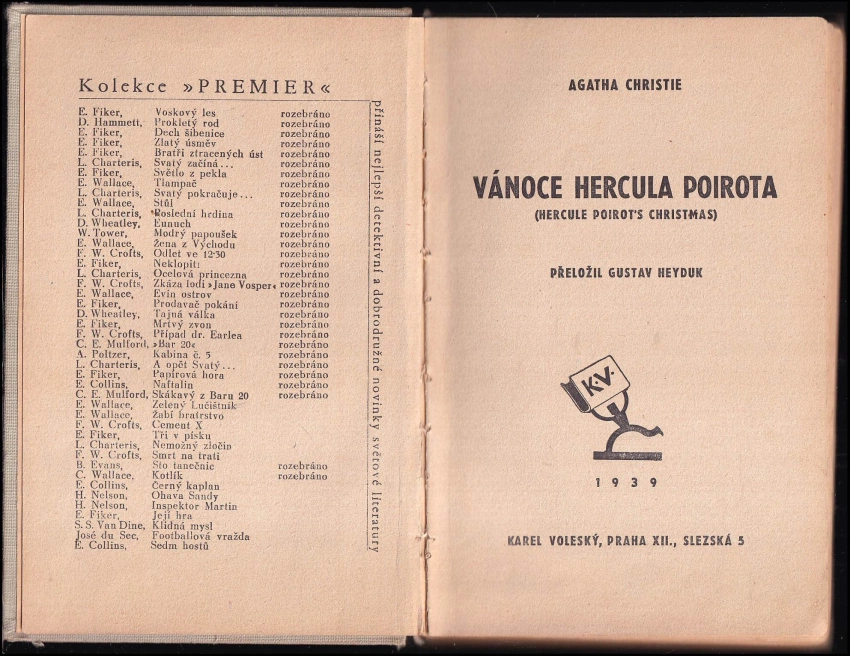 Kolekce »PREMIER«
E. Fiker, Voskový les rozebráno
D. Hammett, Prokletý rod rozebráno
E. Fiker, Dech šibenice rozebráno
E. Fiker, Zlatý úsměv rozebráno
E. Fiker, Bratři ztracených úst rozebráno
L. Charteris, Svatý začíná... rozebráno
E. Fiker, Světlo z pekla rozebráno
E. Wallace, Tlampač rozebráno
L. Charteris, Svatý pokračuje... rozebráno
E. Wallace, Stůl rozebráno
L. Charteris, Poslední hrdina rozebráno
D. Wheatley, Eunuch rozebráno
W. Tower, Modrý papoušek rozebráno
E. Wallace, Žena z Východu rozebráno
F. W. Crofts, Odlet ve 12·30 rozebráno
E. Fiker, Neklopit! rozebráno
L. Charteris, Ocelová princezna rozebráno
F. W. Crofts, Zkáza lodi »Jane Vosper« rozebráno
E. Wallace, Evin ostrov rozebráno
E. Fiker, Prodavač pokání rozebráno
D. Wheatley, Tajná válka rozebráno
E. Fiker, Mrtvý zvon rozebráno
F. W. Crofts, Případ dr. Earlea rozebráno
C. E. Mulford, »Bar 20« rozebráno
A. Poltzer, Kabina č. 5 rozebráno
L. Charteris, A opět Svatý... rozebráno
E. Fiker, Papírová hora rozebráno
E. Collins, Naftalin rozebráno
C. E. Mulford, Skákavý z Baru 20 rozebráno
E. Wallace, Zelený Lučištník
E. Wallace, Žabí bratrstvo
F. W. Crofts, Cement X
E. Fiker, Tři v písku
L. Charteris, Nemožný zločin
F. W. Crofts, Smrt na trati
B. Evans, Sto tanečnic rozebráno
C. Wallace, Kotlík rozebráno
E. Collins, Černý kaplan
H. Nelson, Ohava Sandy
H. Nelson, Inspektor Martin
E. Fiker, Její hra
S. S. Van Dine, Klidná mysl
José du Sec, Footballová vražda
E. Collins, Sedm hostů
přináší nejlepší detektivní a dobrodružné novinky světové literatury
AGATHA CHRISTIE
VÁNOCE HERCULA POIROTA
(HERCULE POIROT'S CHRISTMAS)
PŘELOŽIL GUSTAV HEYDUK
K.V.
1939
KAREL VOLESKÝ, PRAHA XII., SLEZSKÁ 5